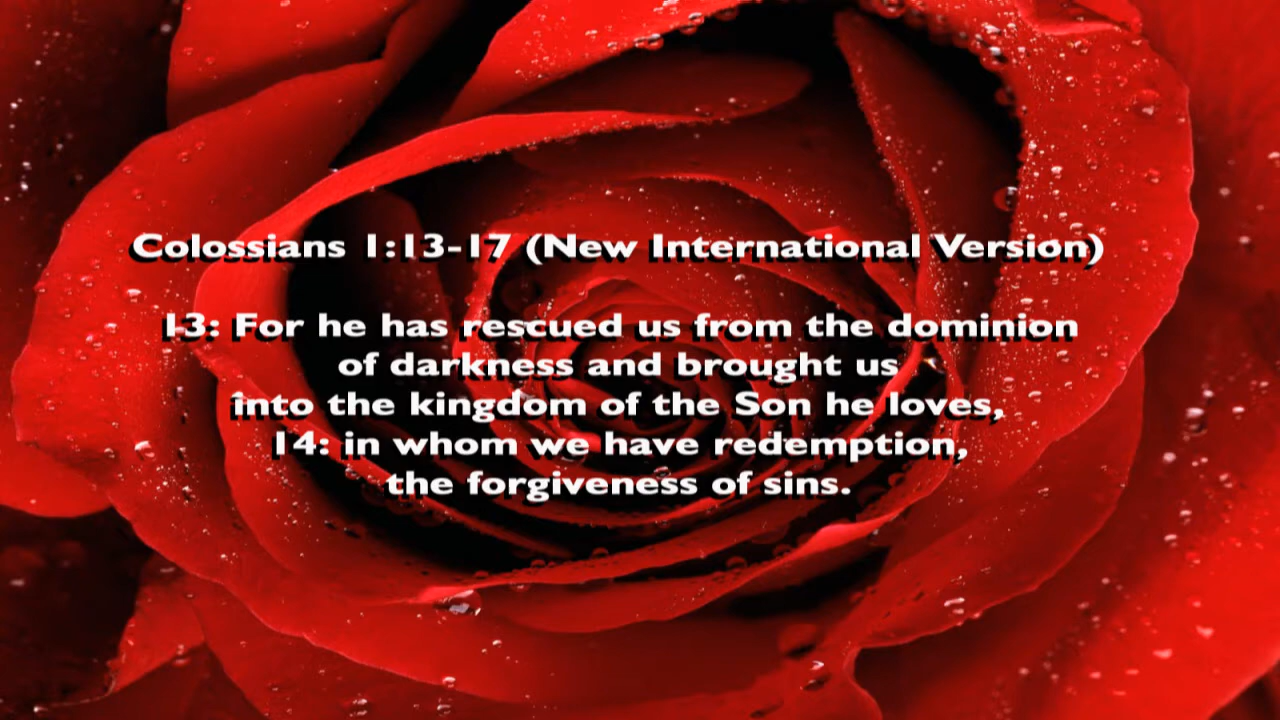 Colossians 1:13-17 (New International Version)
13: For he has rescued us from the dominion
of darkness and brought us
into the kingdom of the Son he loves,
14: in whom we have redemption,
the forgiveness of sins.